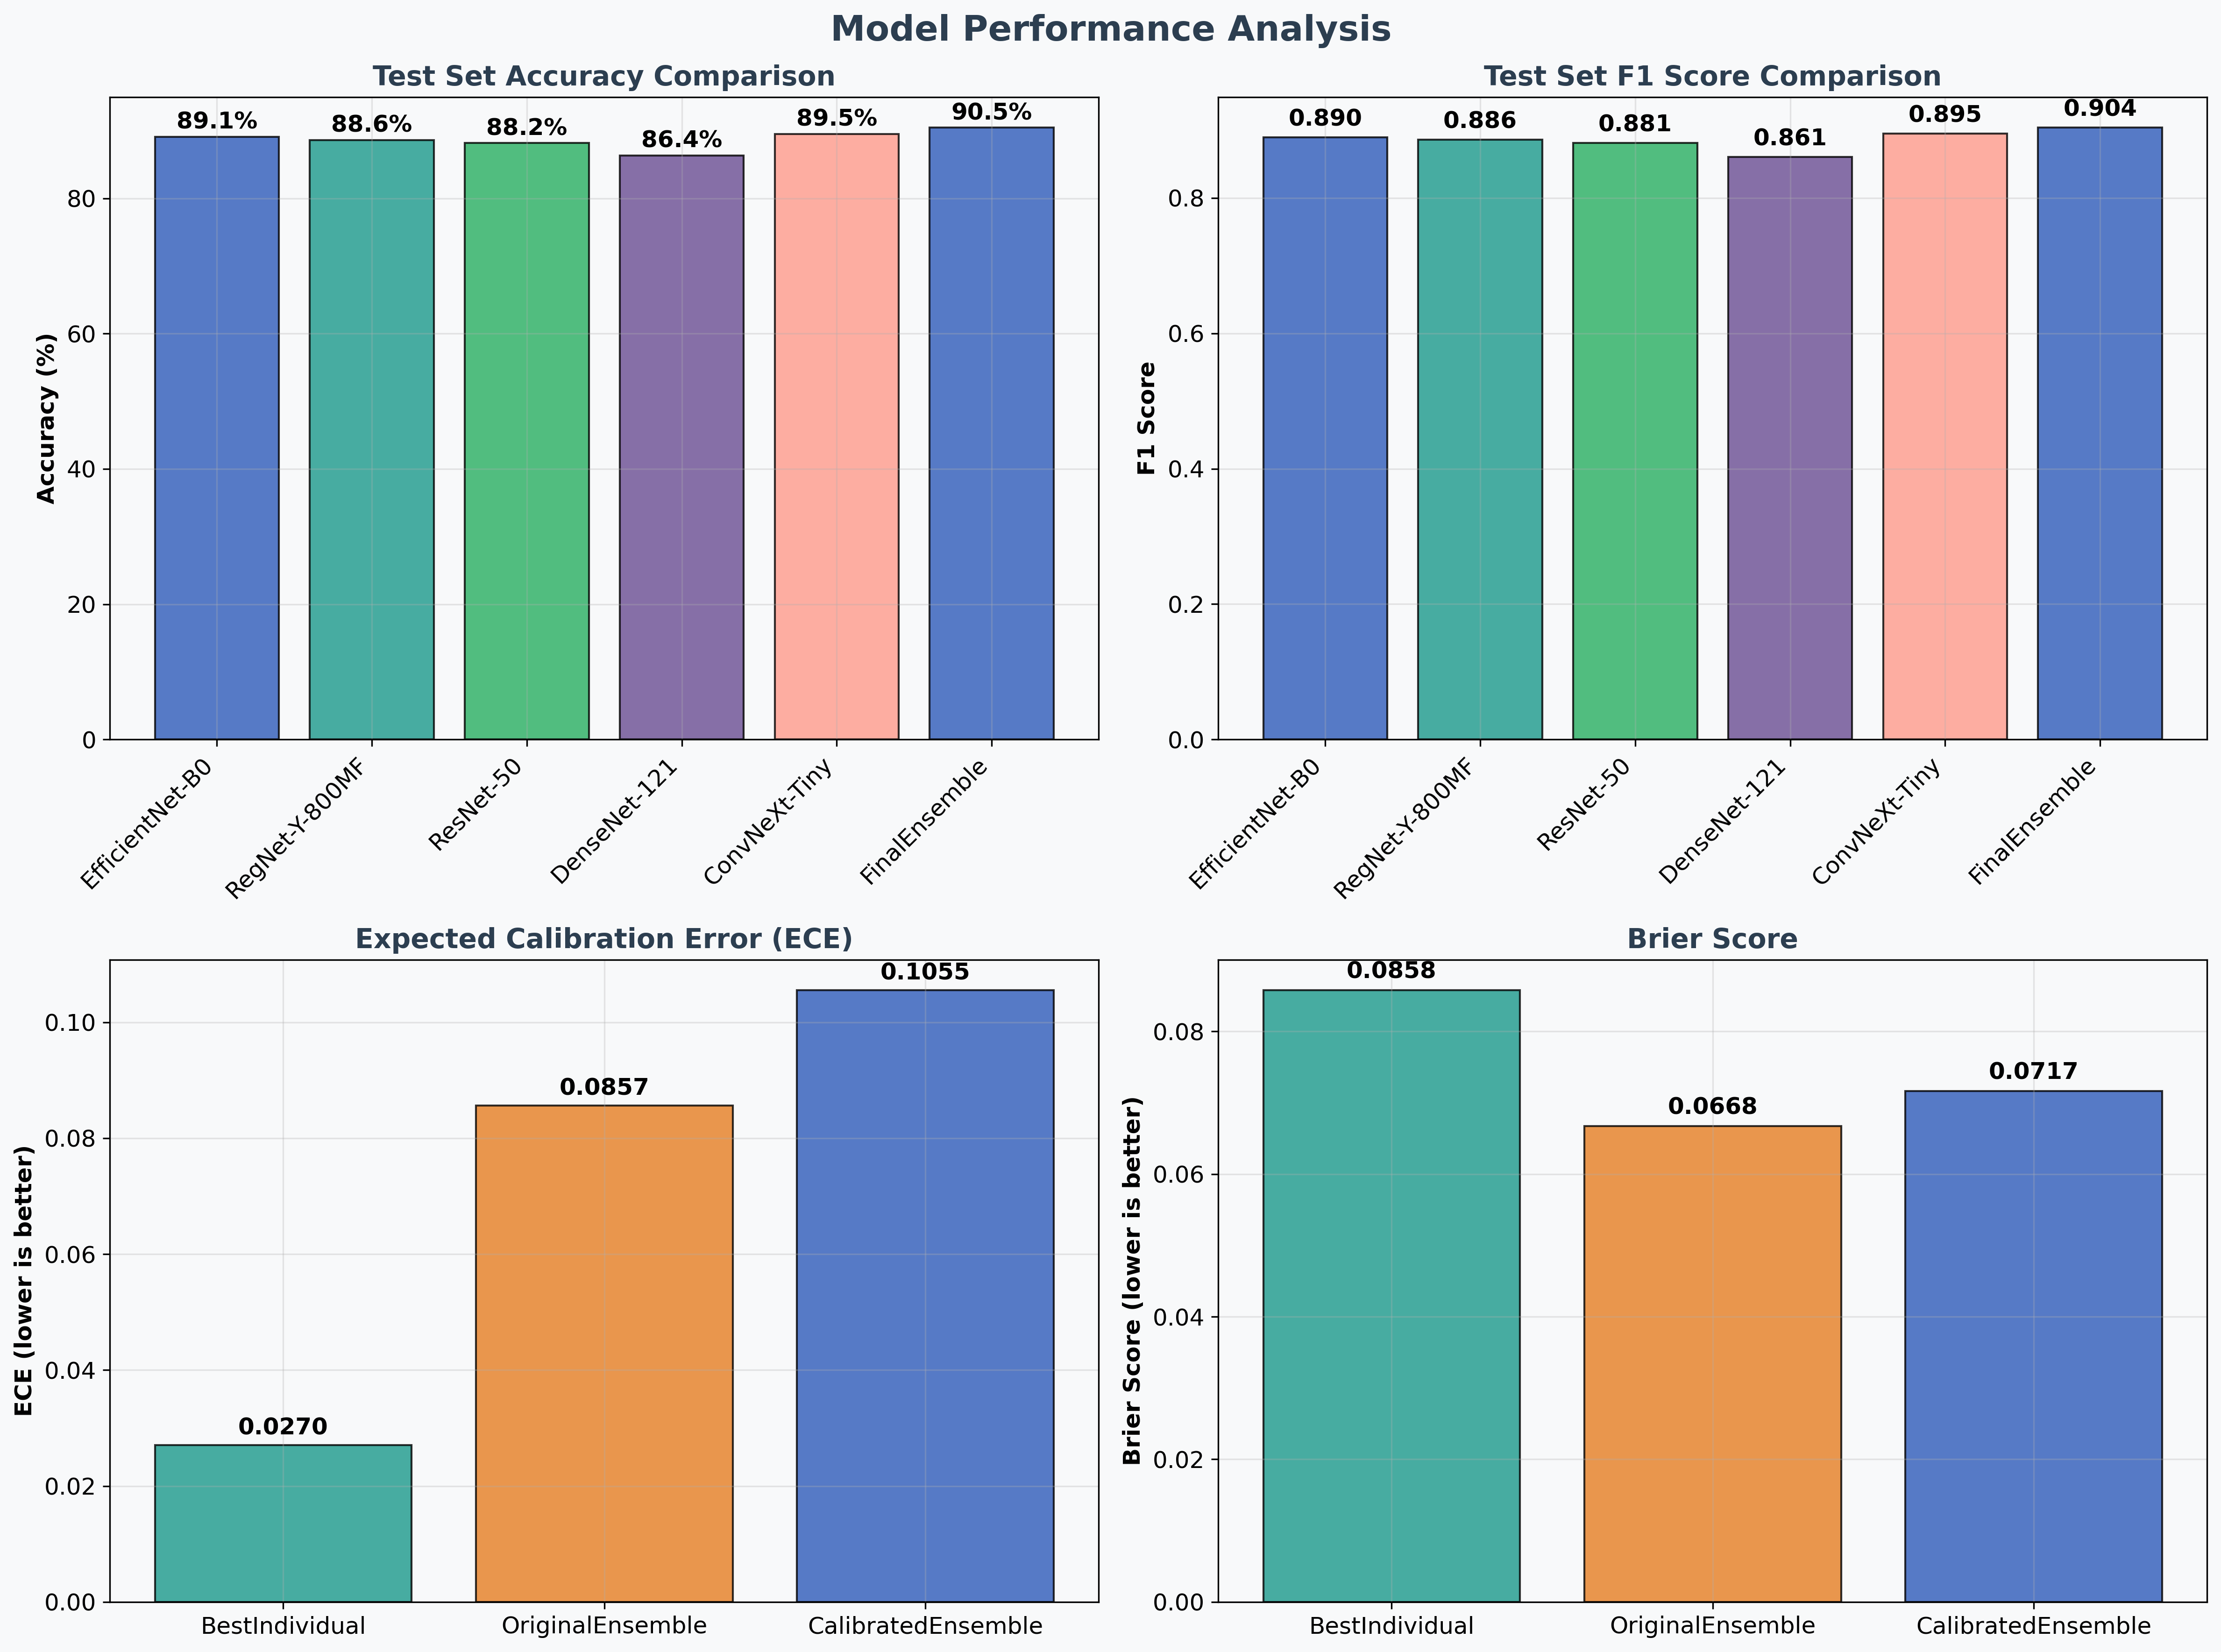 Model Performance Analysis
Test Set Accuracy Comparison
Accuracy (%)
80
60
40
20
0
89.1%
88.6%
88.2%
86.4%
89.5%
90.5%
EfficientNet-B0
RegNet-Y-800MF
ResNet-50
DenseNet-121
ConvNeXt-Tiny
FinalEnsemble
Test Set F1 Score Comparison
F1 Score
0.8
0.6
0.4
0.2
0.0
0.890
0.886
0.881
0.861
0.895
0.904
EfficientNet-B0
RegNet-Y-800MF
ResNet-50
DenseNet-121
ConvNeXt-Tiny
FinalEnsemble
Expected Calibration Error (ECE)
ECE (lower is better)
0.10
0.08
0.06
0.04
0.02
0.00
0.0270
0.0857
0.1055
BestIndividual
OriginalEnsemble
CalibratedEnsemble
Brier Score
Brier Score (lower is better)
0.08
0.06
0.04
0.02
0.00
0.0858
0.0668
0.0717
BestIndividual
OriginalEnsemble
CalibratedEnsemble